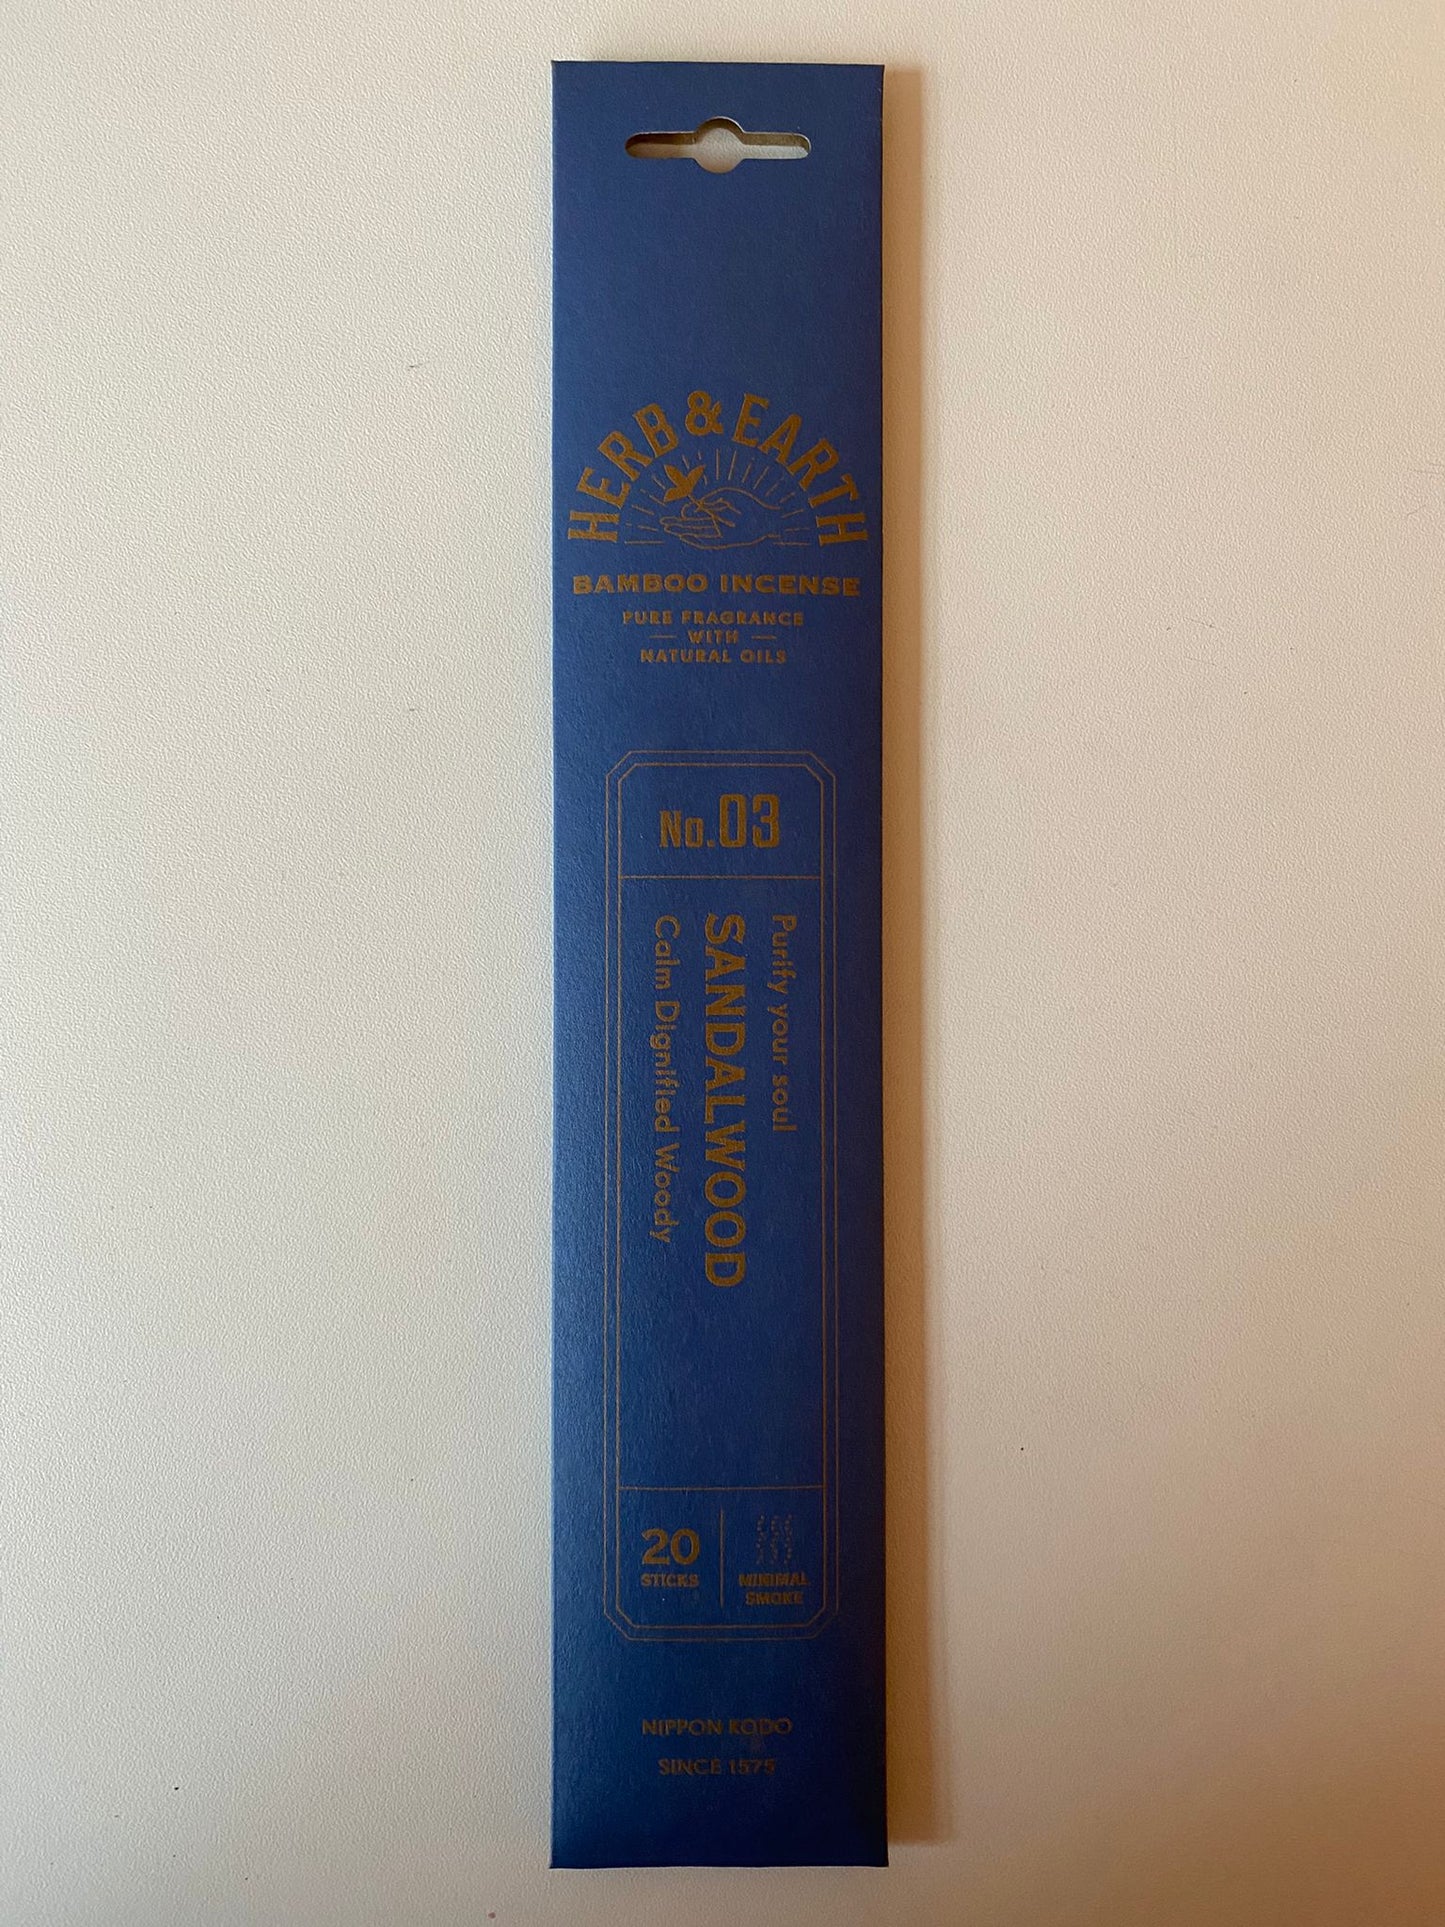 HERB & EARTH
BAMBOO INCENSE
PURE FRAGRANCE
WITH
NATURAL OILS
No.03
Purify your soul
SANDALWOOD
Calm Dignified Woody
20
STICKS
MINIMAL
SMOKE
NIPPON KODO
SINCE 1575